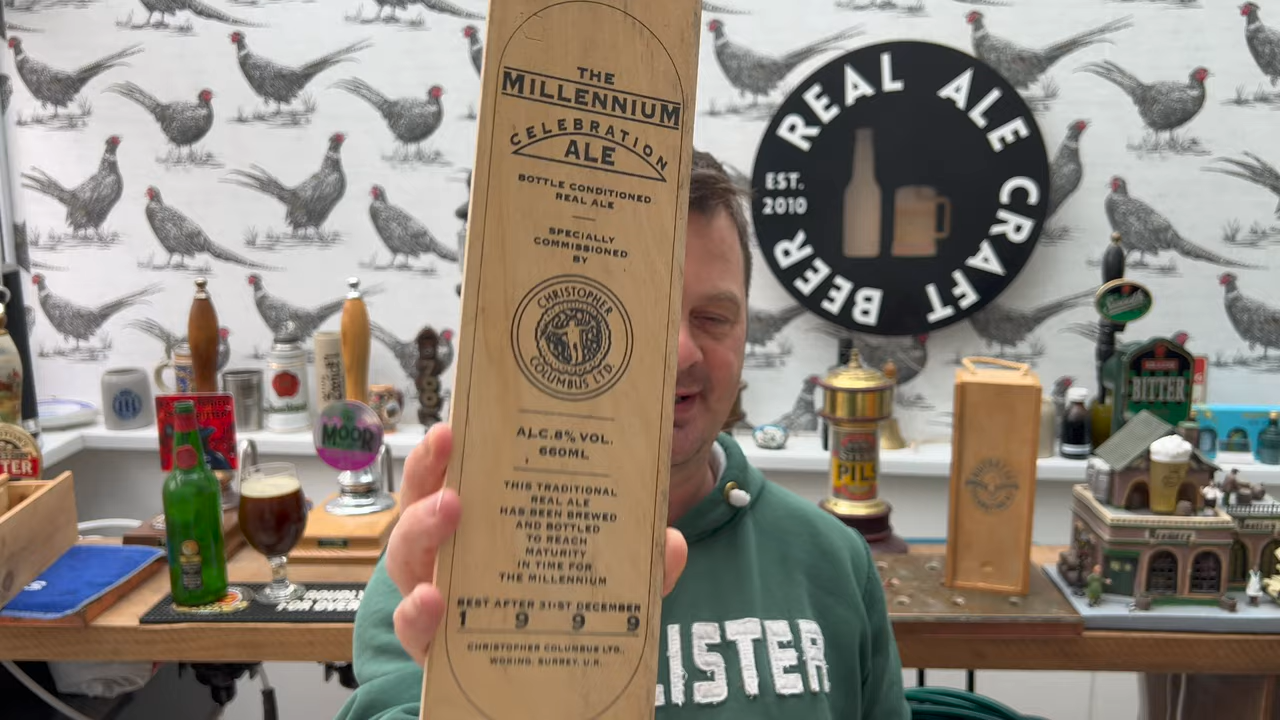 THE
MILLENNIUM
CELEBRATION
ALE
BOTTLE CONDITIONED
REAL ALE
SPECIALLY
COMMISSIONED
BY
CHRISTOPHER
COLUMBUS LTD.
ALC.8% VOL.
660ML
THIS TRADITIONAL
REAL ALE
HAS BEEN BREWED
AND BOTTLED
TO REACH
MATURITY
IN TIME FOR
THE MILLENNIUM
BEST AFTER 31ST DECEMBER
1 9 9 9
CHRISTOPHER COLUMBUS LTD.,
WOKING, SURREY, U.K.
REAL ALE CRAFT BEER
EST.
2010
MOOR
PILS
BITTER
Brewery
LISTER
FOR OVER